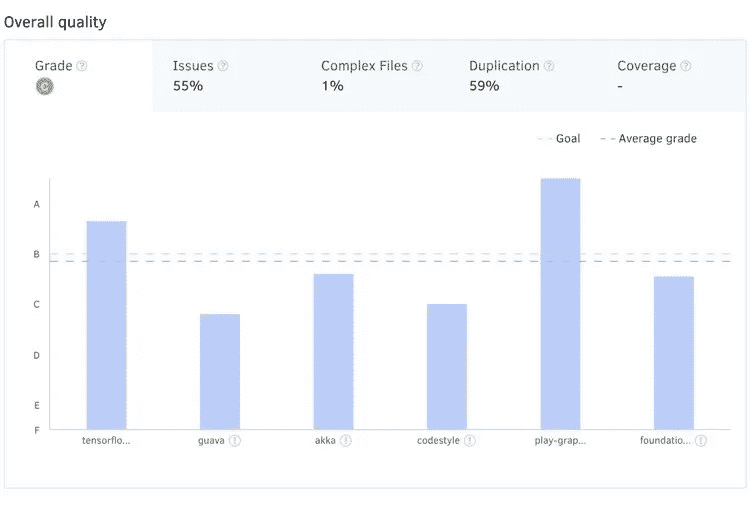 Overall quality
Grade ?
C
Issues ?
55%
Complex Files ?
1%
Duplication ?
59%
Coverage ?
-
Goal
Average grade
A
B
C
D
E
F
tensorflo...
guava !
akka !
codestyle !
play-grap...
foundatio... !